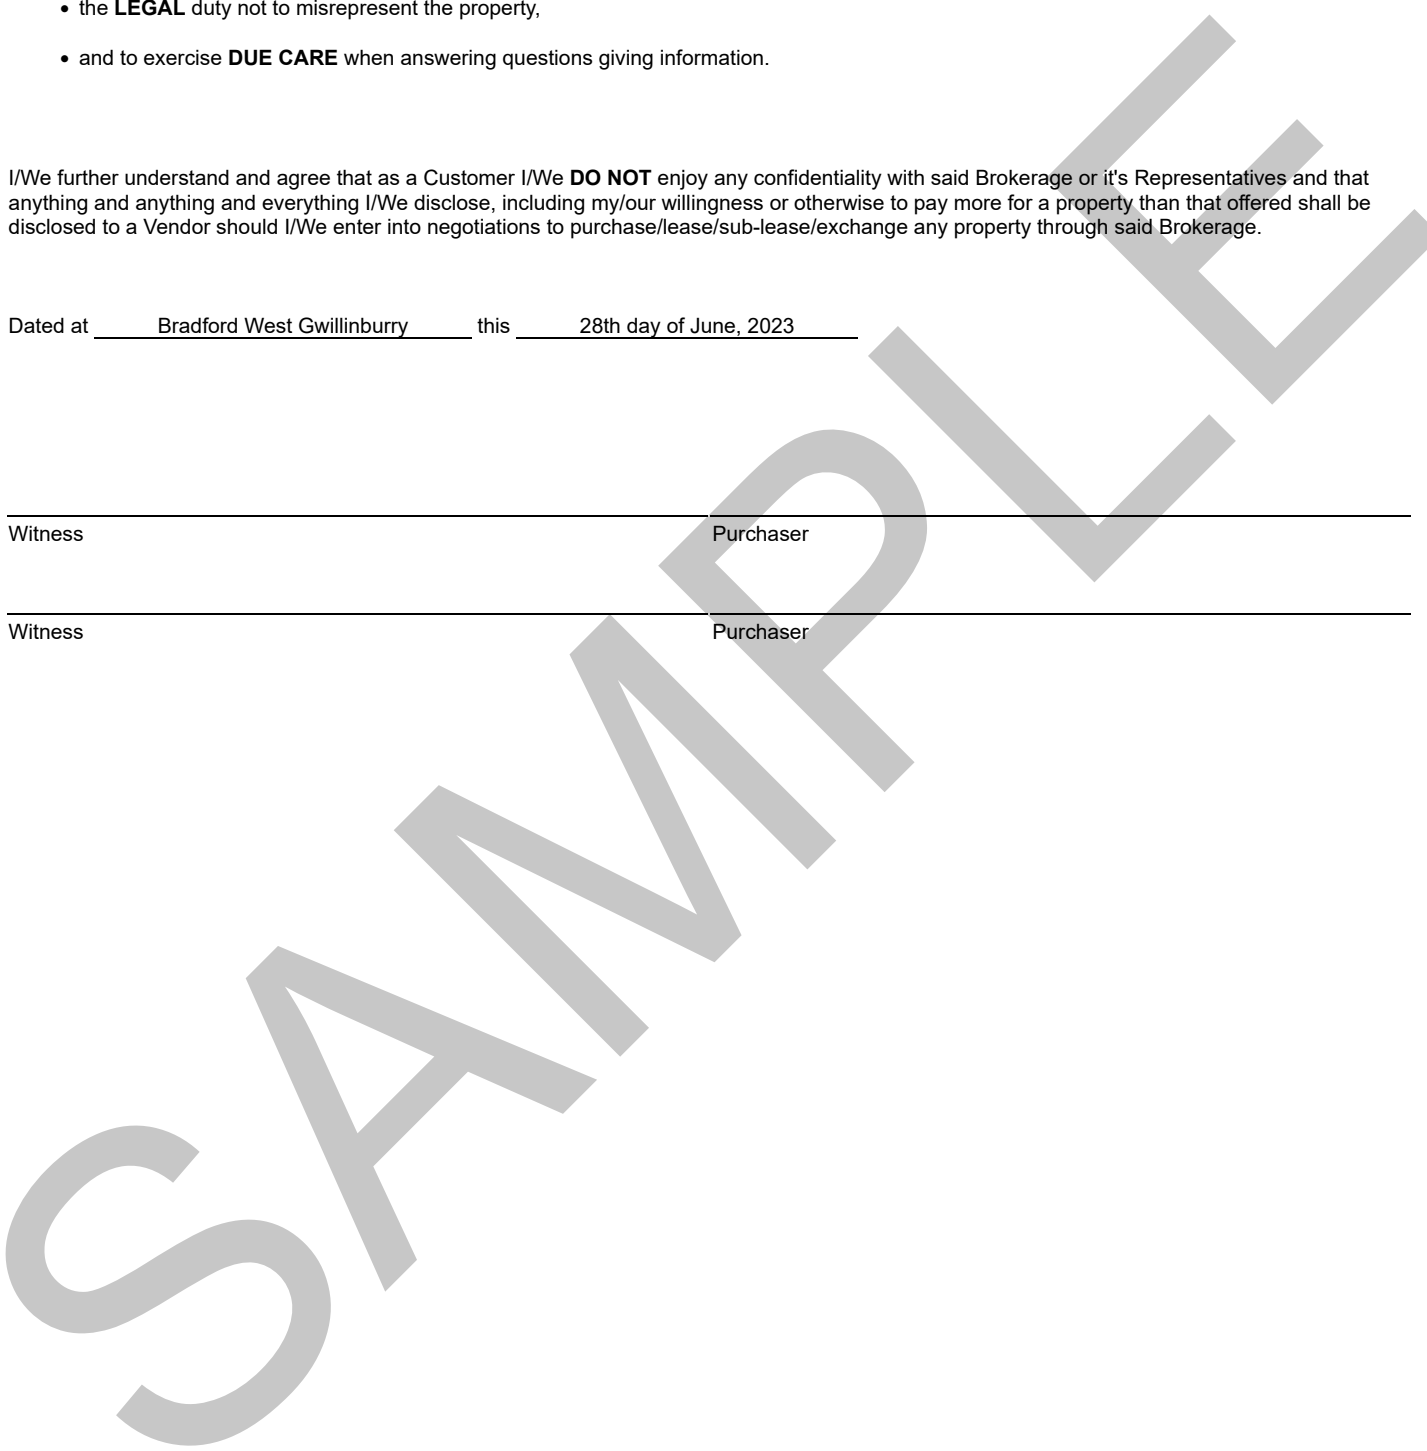 • the LEGAL duty not to misrepresent the property,
• and to exercise DUE CARE when answering questions giving information.
I/We further understand and agree that as a Customer I/We DO NOT enjoy any confidentiality with said Brokerage or it's Representatives and that
anything and anything and everything I/We disclose, including my/our willingness or otherwise to pay more for a property than that offered shall be
disclosed to a Vendor should I/We enter into negotiations to purchase/lease/sub-lease/exchange any property through said Brokerage.
Dated at Bradford West Gwillinburry this 28th day of June, 2023
Witness Purchaser
Witness Purchaser
SAMPLE